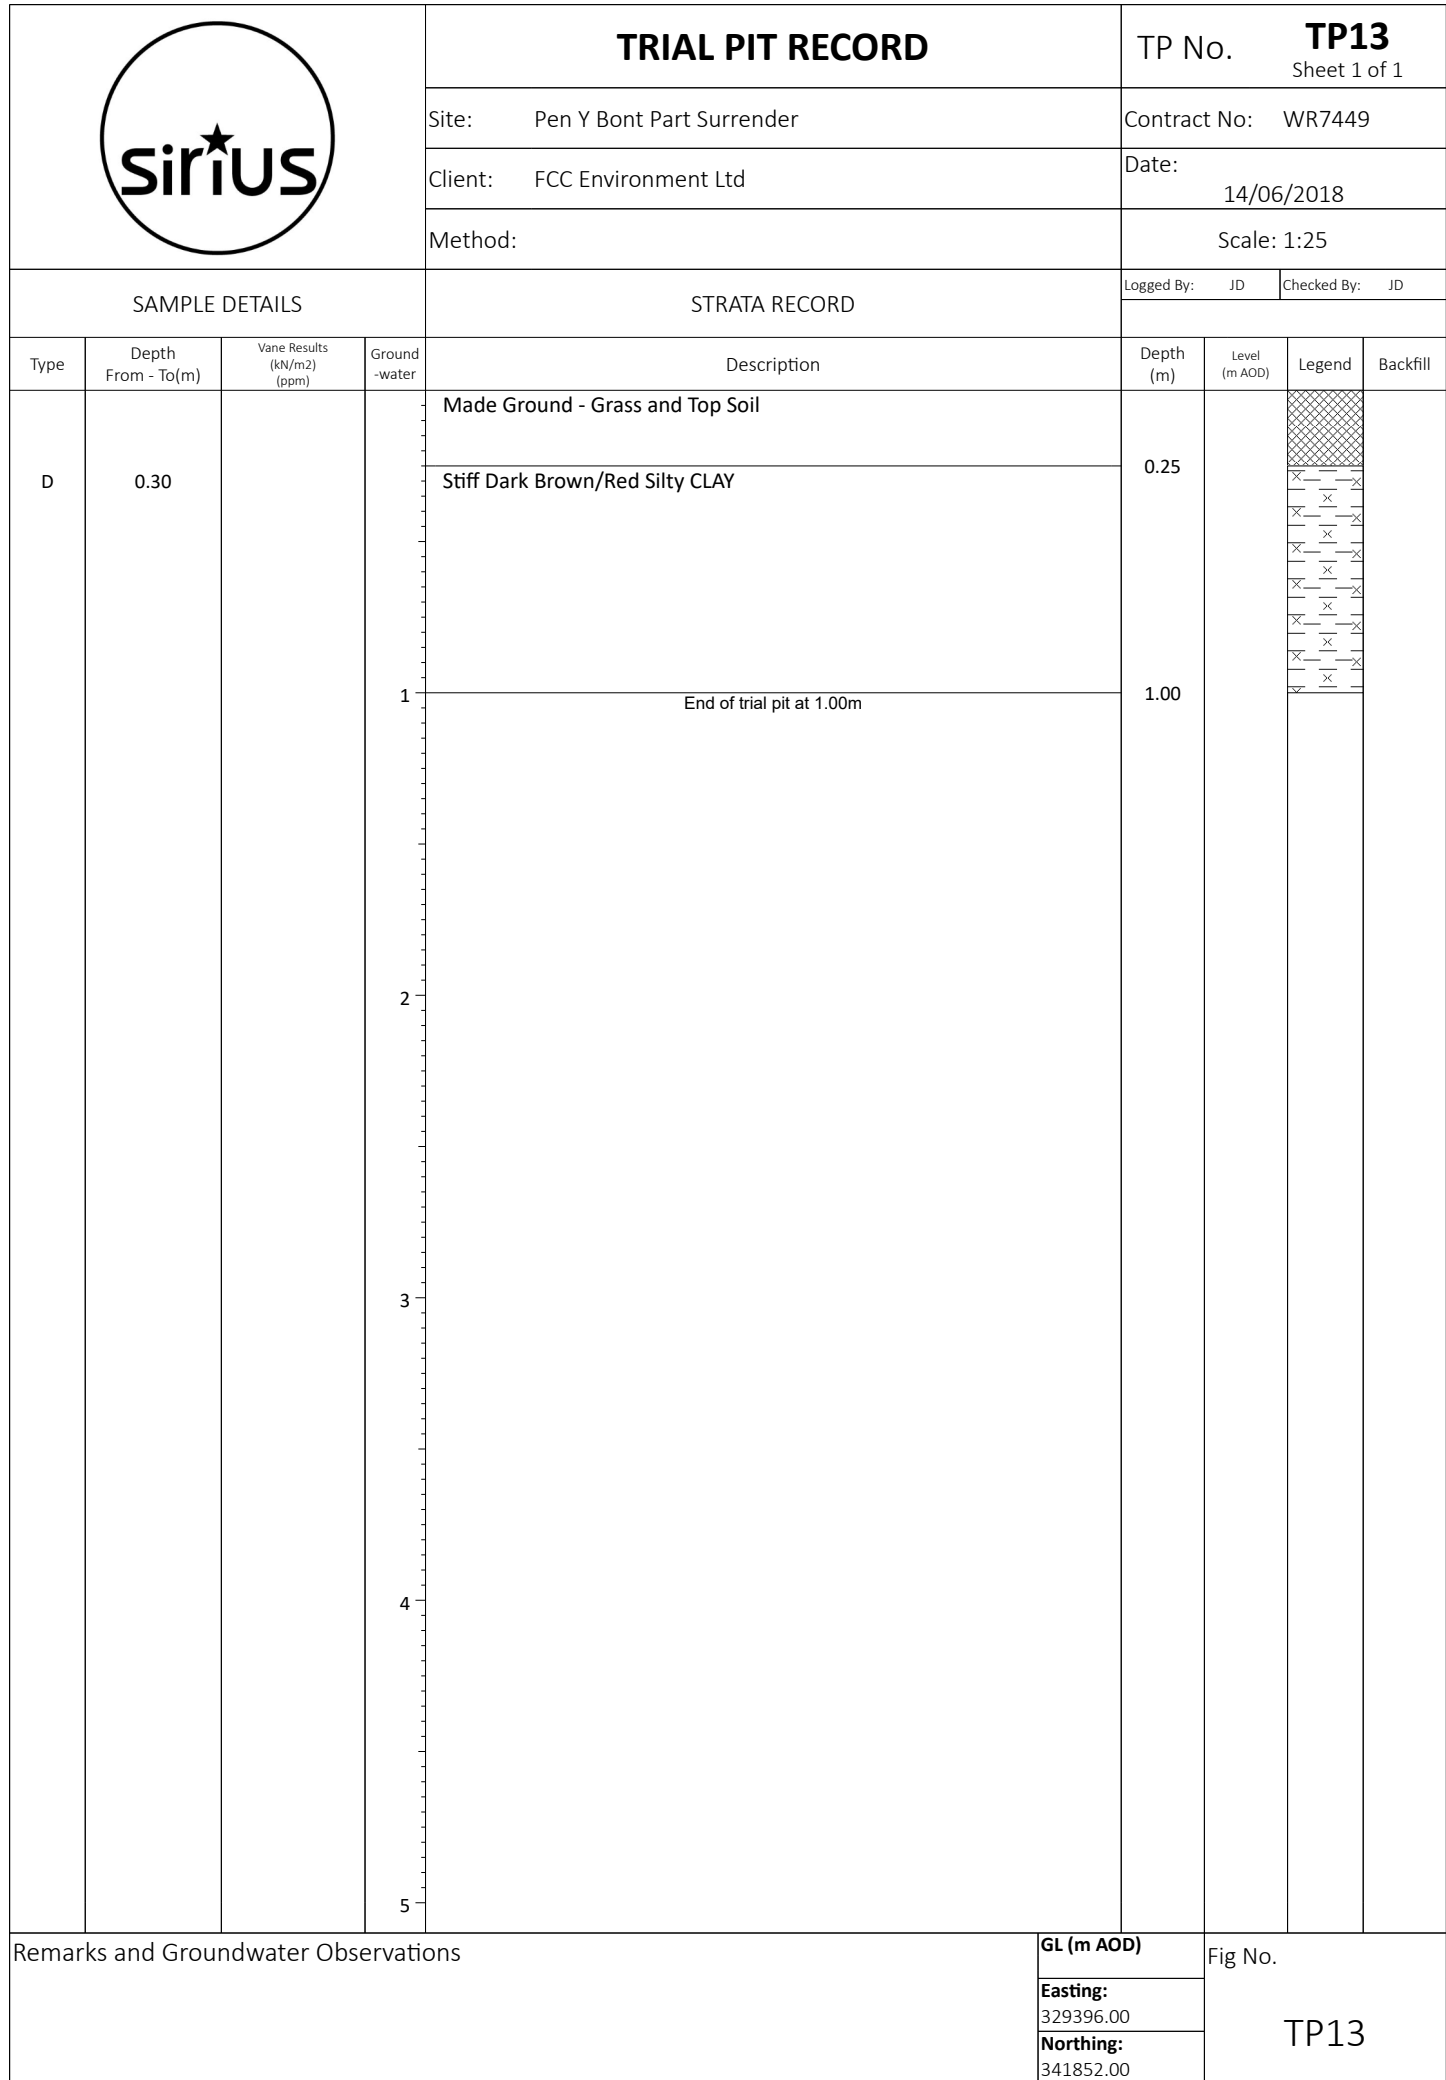 sirius
TRIAL PIT RECORD
TP No. TP13
Sheet 1 of 1
Site: Pen Y Bont Part Surrender
Contract No: WR7449
Client: FCC Environment Ltd
Date:
14/06/2018
Method:
Scale: 1:25
SAMPLE DETAILS
STRATA RECORD
Logged By: JD Checked By: JD
Type
Depth
From - To(m)
Vane Results
(kN/m2)
(ppm)
Ground
-water
Description
Depth
(m)
Level
(m AOD)
Legend
Backfill
Made Ground - Grass and Top Soil
0.25
D 0.30 Stiff Dark Brown/Red Silty CLAY
1 End of trial pit at 1.00m 1.00
2
3
4
5
Remarks and Groundwater Observations
GL (m AOD)
Easting:
329396.00
Northing:
341852.00
Fig No.
TP13